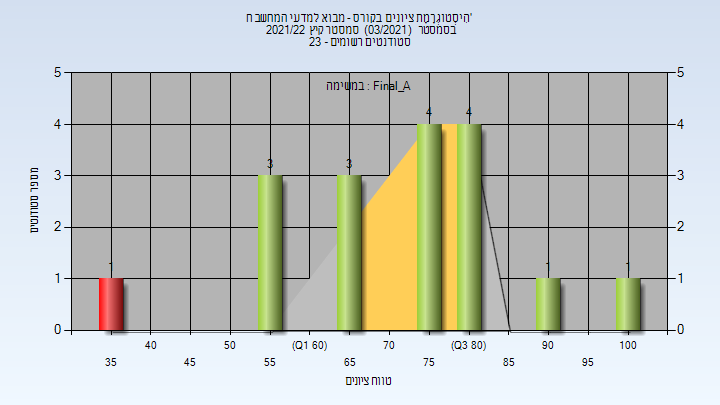 היסטוגרמת ציונים בקורס - מבוא למדעי המחשב ח'
בסמסטר (03/2021) סמסטר קיץ 2021/22
סטודנטים רשומים - 23
במשימה : Final_A
מספר סטודנטים
5 5
4 4
3 3
2 2
1 1
0 0
1 3 3 4 4 1 1
40 50 (Q1 60) 70 (Q3 80) 90 100
35 45 55 65 75 85 95
טווח ציונים